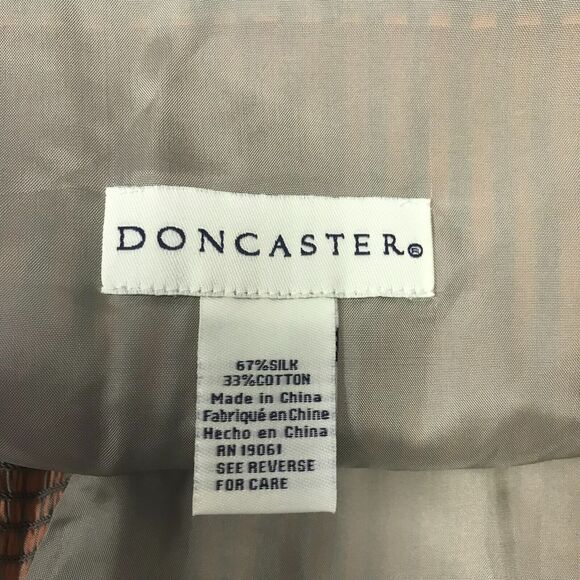 DONCASTER®
67%SILK
33%COTTON
Made in China
Fabriqué en Chine
Hecho en China
RN 19061
SEE REVERSE
FOR CARE